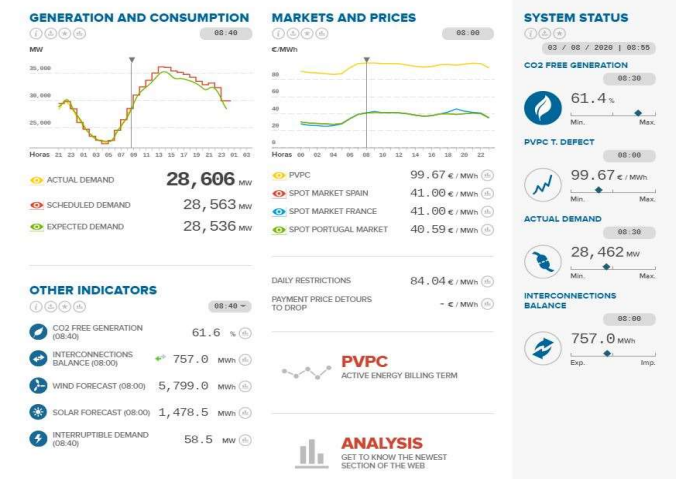 GENERATION AND CONSUMPTION
08:40
MW
35,000
30,000
25,000
Horas 21 23 01 03 05 07 09 11 13 15 17 19 21 23 01 03
ACTUAL DEMAND 28,606 MW
SCHEDULED DEMAND 28,563 MW
EXPECTED DEMAND 28,536 MW
OTHER INDICATORS
08:40
CO2 FREE GENERATION
(08:40)
61.6 %
INTERCONNECTIONS
BALANCE (08:00)
757.0 MWh
WIND FORECAST (08:00) 5,799.0 MWh
SOLAR FORECAST (08:00) 1,478.5 MWh
INTERRUPTIBLE DEMAND
(08:40)
58.5 MW
MARKETS AND PRICES
08:00
€/MWh
80
60
40
20
0
Horas 00 02 04 06 08 10 12 14 16 18 20 22
PVPC 99.67 € / MWh
SPOT MARKET SPAIN 41.00 € / MWh
SPOT MARKET FRANCE 41.00 € / MWh
SPOT PORTUGAL MARKET 40.59 € / MWh
DAILY RESTRICTIONS 84.04 € / MWh
PAYMENT PRICE DETOURS
TO DROP
- € / MWh
PVPC
ACTIVE ENERGY BILLING TERM
ANALYSIS
GET TO KNOW THE NEWEST
SECTION OF THE WEB
SYSTEM STATUS
03 / 08 / 2020 | 08:55
CO2 FREE GENERATION
08:30
61.4 %
Min. Max.
PVPC T. DEFECT
08:00
99.67 € / MWh
Min. Max.
ACTUAL DEMAND
08:30
28,462 MW
Min. Max.
INTERCONNECTIONS
BALANCE
08:00
757.0 MWh
Exp. Imp.